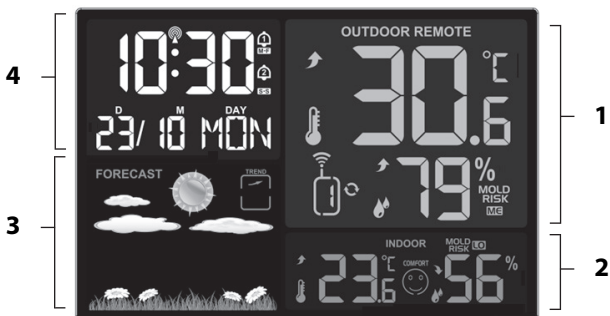 4
10:30
1
M-F
2
S-S
D M DAY
23/ 10 MON
3
FORECAST
TREND
OUTDOOR REMOTE
30.6 °C
1
79%
MOLD
RISK
ME
1
INDOOR
MOLD
RISK LO
23.6 °C
COMFORT
56%
2